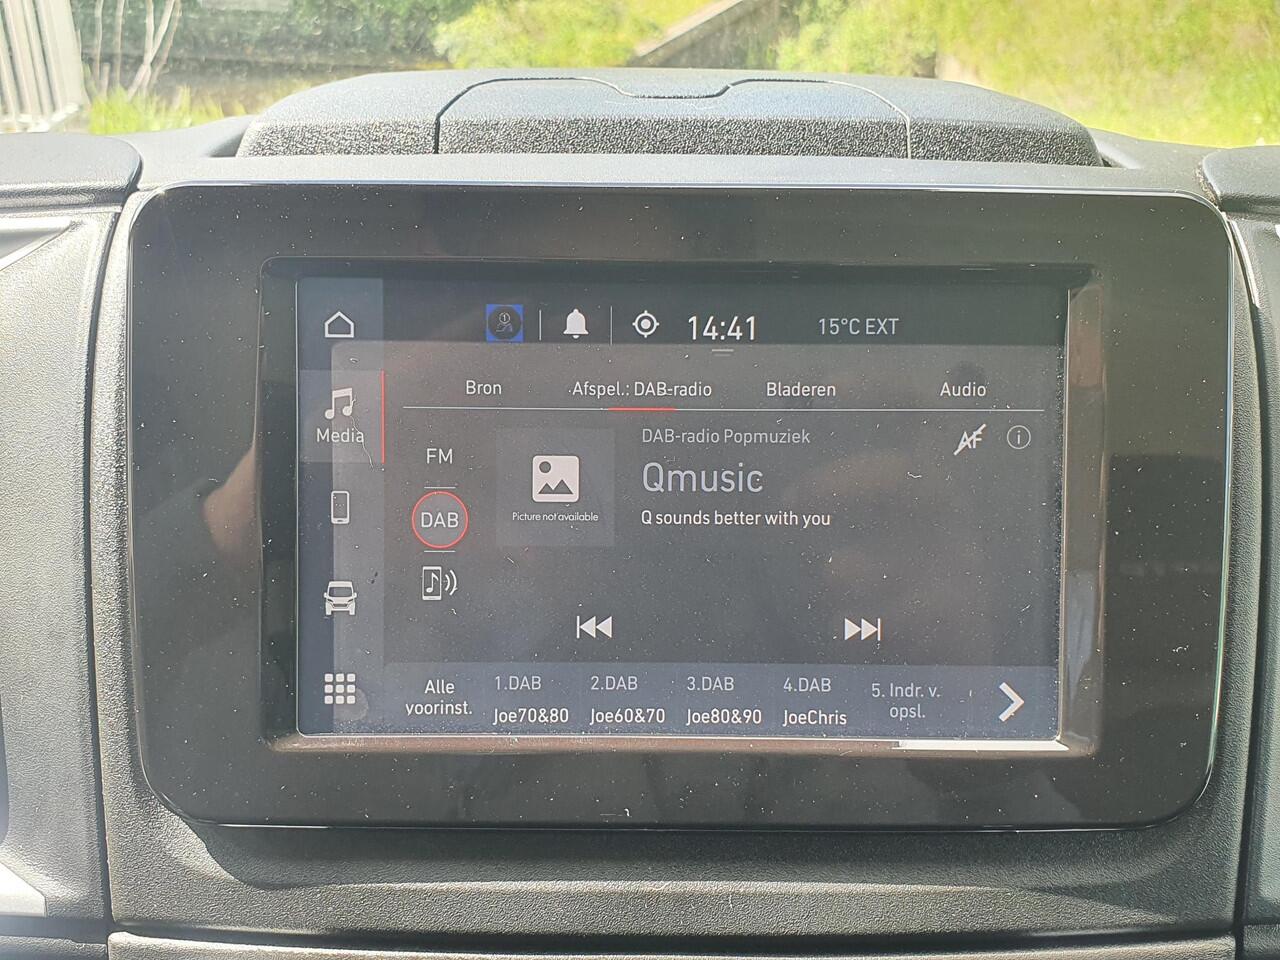 14:41
15°C EXT
Bron
Afspel.: DAB-radio
Bladeren
Audio
Media
FM
DAB
Picture not available
DAB-radio Popmuziek
AF
Qmusic
Q sounds better with you
Alle
voorinst.
1.DAB
Joe70&80
2.DAB
Joe60&70
3.DAB
Joe80&90
4.DAB
JoeChris
5. Indr. v.
opsl.